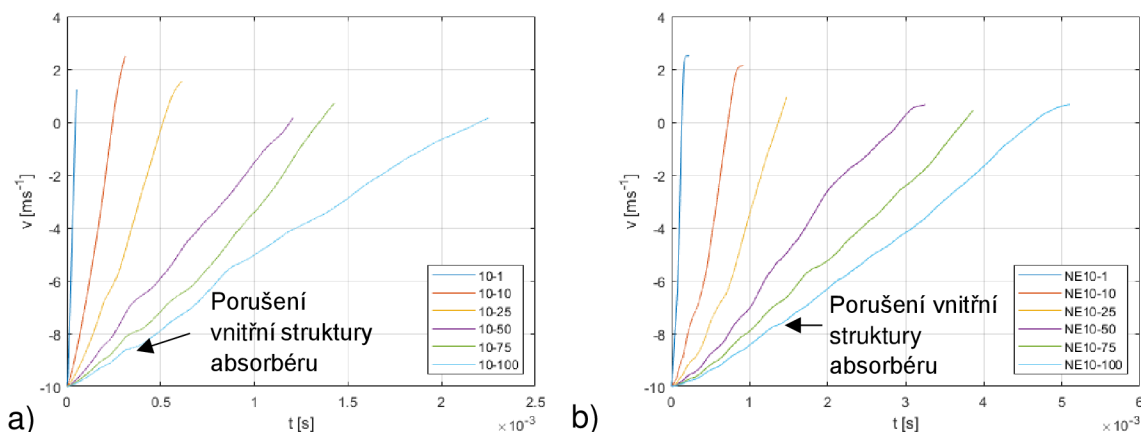 4
2
0
-2
-4
-6
-8
-10
v [ms⁻¹]
0
0.5
1
1.5
2
2.5
t [s]
×10⁻³
10-1
10-10
10-25
10-50
10-75
10-100
Porušení
vnitřní struktury
absorbéru
a)
4
2
0
-2
-4
-6
-8
-10
v [ms⁻¹]
0
1
2
3
4
5
6
t [s]
×10⁻³
NE10-1
NE10-10
NE10-25
NE10-50
NE10-75
NE10-100
Porušení vnitřní
struktury
absorbéru
b)